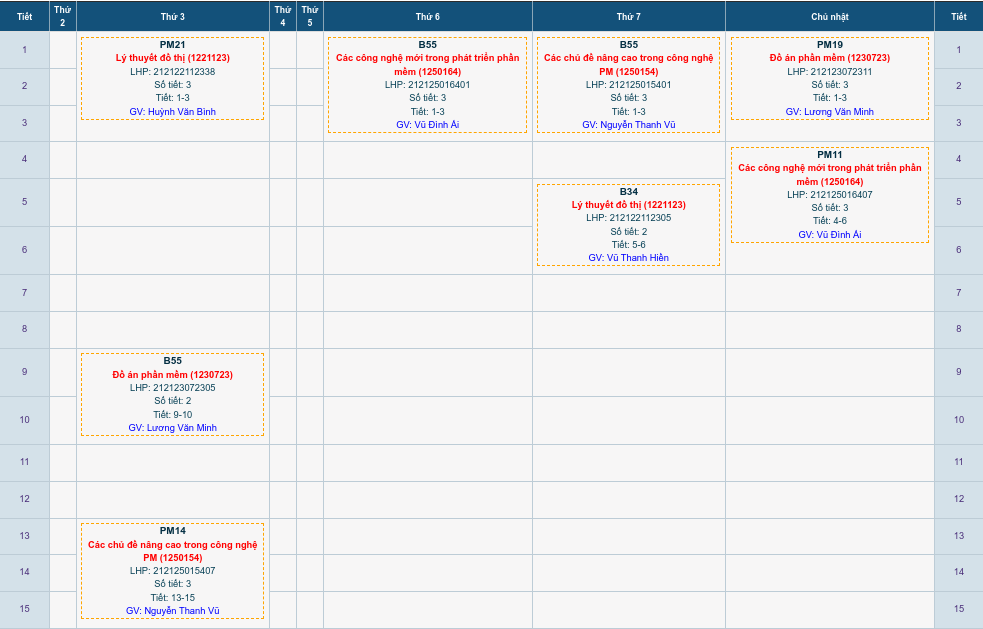 Tiết
Thứ 2
Thứ 3
Thứ 4
Thứ 5
Thứ 6
Thứ 7
Chủ nhật
Tiết
1
PM21
Lý thuyết đồ thị (1221123)
LHP: 212122112338
Số tiết: 3
Tiết: 1-3
GV: Huỳnh Văn Bình
B55
Các công nghệ mới trong phát triển phần
mềm (1250164)
LHP: 212125016401
Số tiết: 3
Tiết: 1-3
GV: Vũ Đình Ái
B55
Các chủ đề nâng cao trong công nghệ
PM (1250154)
LHP: 212125015401
Số tiết: 3
Tiết: 1-3
GV: Nguyễn Thanh Vũ
PM19
Đồ án phần mềm (1230723)
LHP: 212123072311
Số tiết: 3
Tiết: 1-3
GV: Lương Văn Minh
1
2
2
3
3
4
PM11
Các công nghệ mới trong phát triển phần
mềm (1250164)
LHP: 212125016407
Số tiết: 3
Tiết: 4-6
GV: Vũ Đình Ái
4
5
B34
Lý thuyết đồ thị (1221123)
LHP: 212122112305
Số tiết: 2
Tiết: 5-6
GV: Vũ Thanh Hiền
5
6
6
7
7
8
8
9
B55
Đồ án phần mềm (1230723)
LHP: 212123072305
Số tiết: 2
Tiết: 9-10
GV: Lương Văn Minh
9
10
10
11
11
12
12
13
PM14
Các chủ đề nâng cao trong công nghệ
PM (1250154)
LHP: 212125015407
Số tiết: 3
Tiết: 13-15
GV: Nguyễn Thanh Vũ
13
14
14
15
15